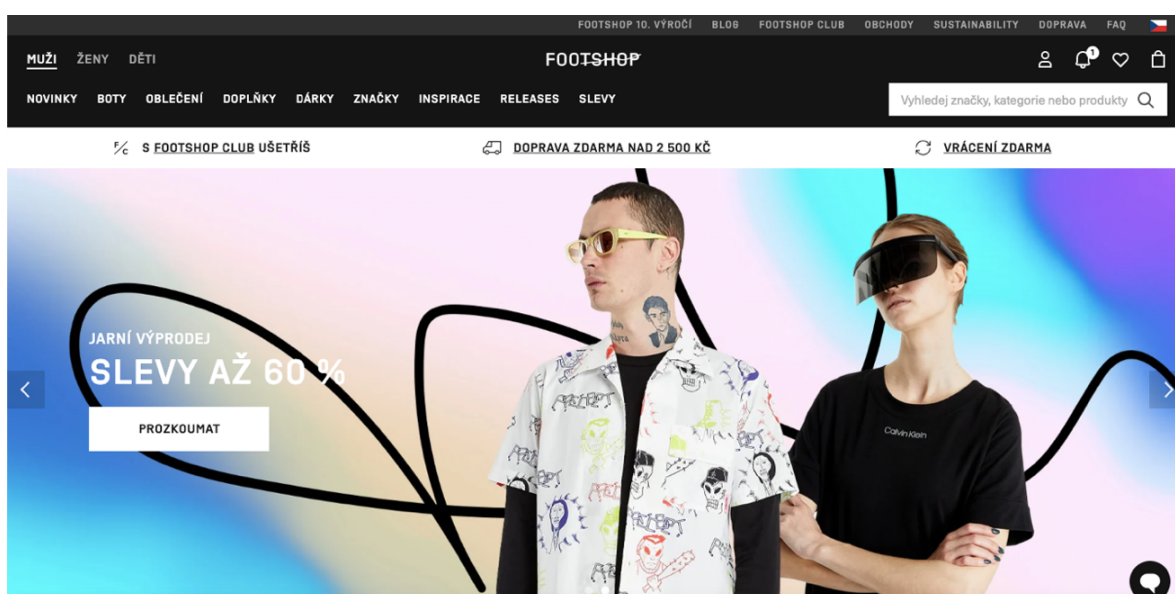 FOOTSHOP 10. VÝROČÍ BLOG FOOTSHOP CLUB OBCHODY SUSTAINABILITY DOPRAVA FAQ
MUŽI ŽENY DĚTI
FOOTSHOP
1
NOVINKY BOTY OBLEČENÍ DOPLŇKY DÁRKY ZNAČKY INSPIRACE RELEASES SLEVY
Vyhledej značky, kategorie nebo produkty
F/C S FOOTSHOP CLUB UŠETŘÍŠ
DOPRAVA ZDARMA NAD 2 500 KČ
VRÁCENÍ ZDARMA
JARNÍ VÝPRODEJ
SLEVY AŽ 60 %
PROZKOUMAT
Calvin Klein